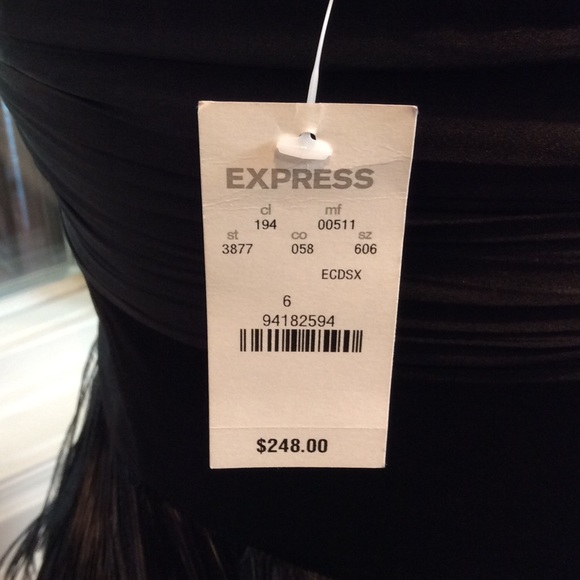 EXPRESS
cl mf
194 00511
st co sz
3877 058 606
ECDSX
6
94182594
$248.00